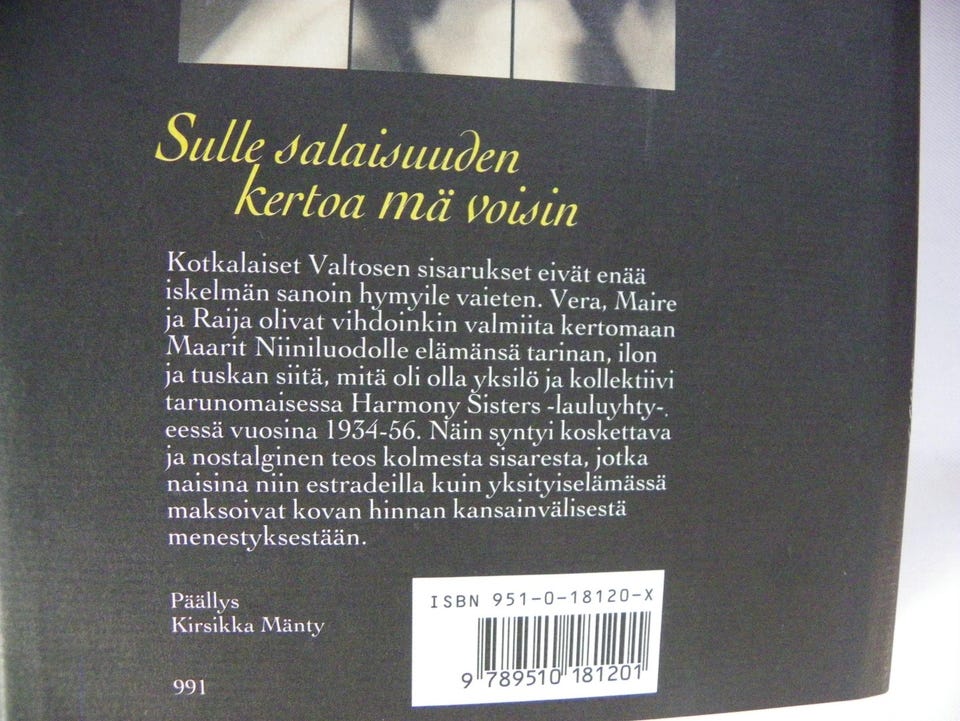 Sulle salaisuuden
kertoa mä voisin
Kotkalaiset Valtosen sisarukset eivät enää
iskelmän sanoin hymyile vaieten. Vera, Maire
ja Raija olivat vihdoinkin valmiita kertomaan
Maarit Niiniluodolle elämänsä tarinan, ilon
ja tuskan siitä, mitä oli olla yksilö ja kollektiivi
tarunomaisessa Harmony Sisters -lauluyhty-
eessä vuosina 1934-56. Näin syntyi koskettava
ja nostalginen teos kolmesta sisaresta, jotka
naisina niin estradeilla kuin yksityiselämässä
maksoivat kovan hinnan kansainvälisestä
menestyksestään.
Päällys
Kirsikka Mänty
991
ISBN 951-0-18120-X
9 789510 181201